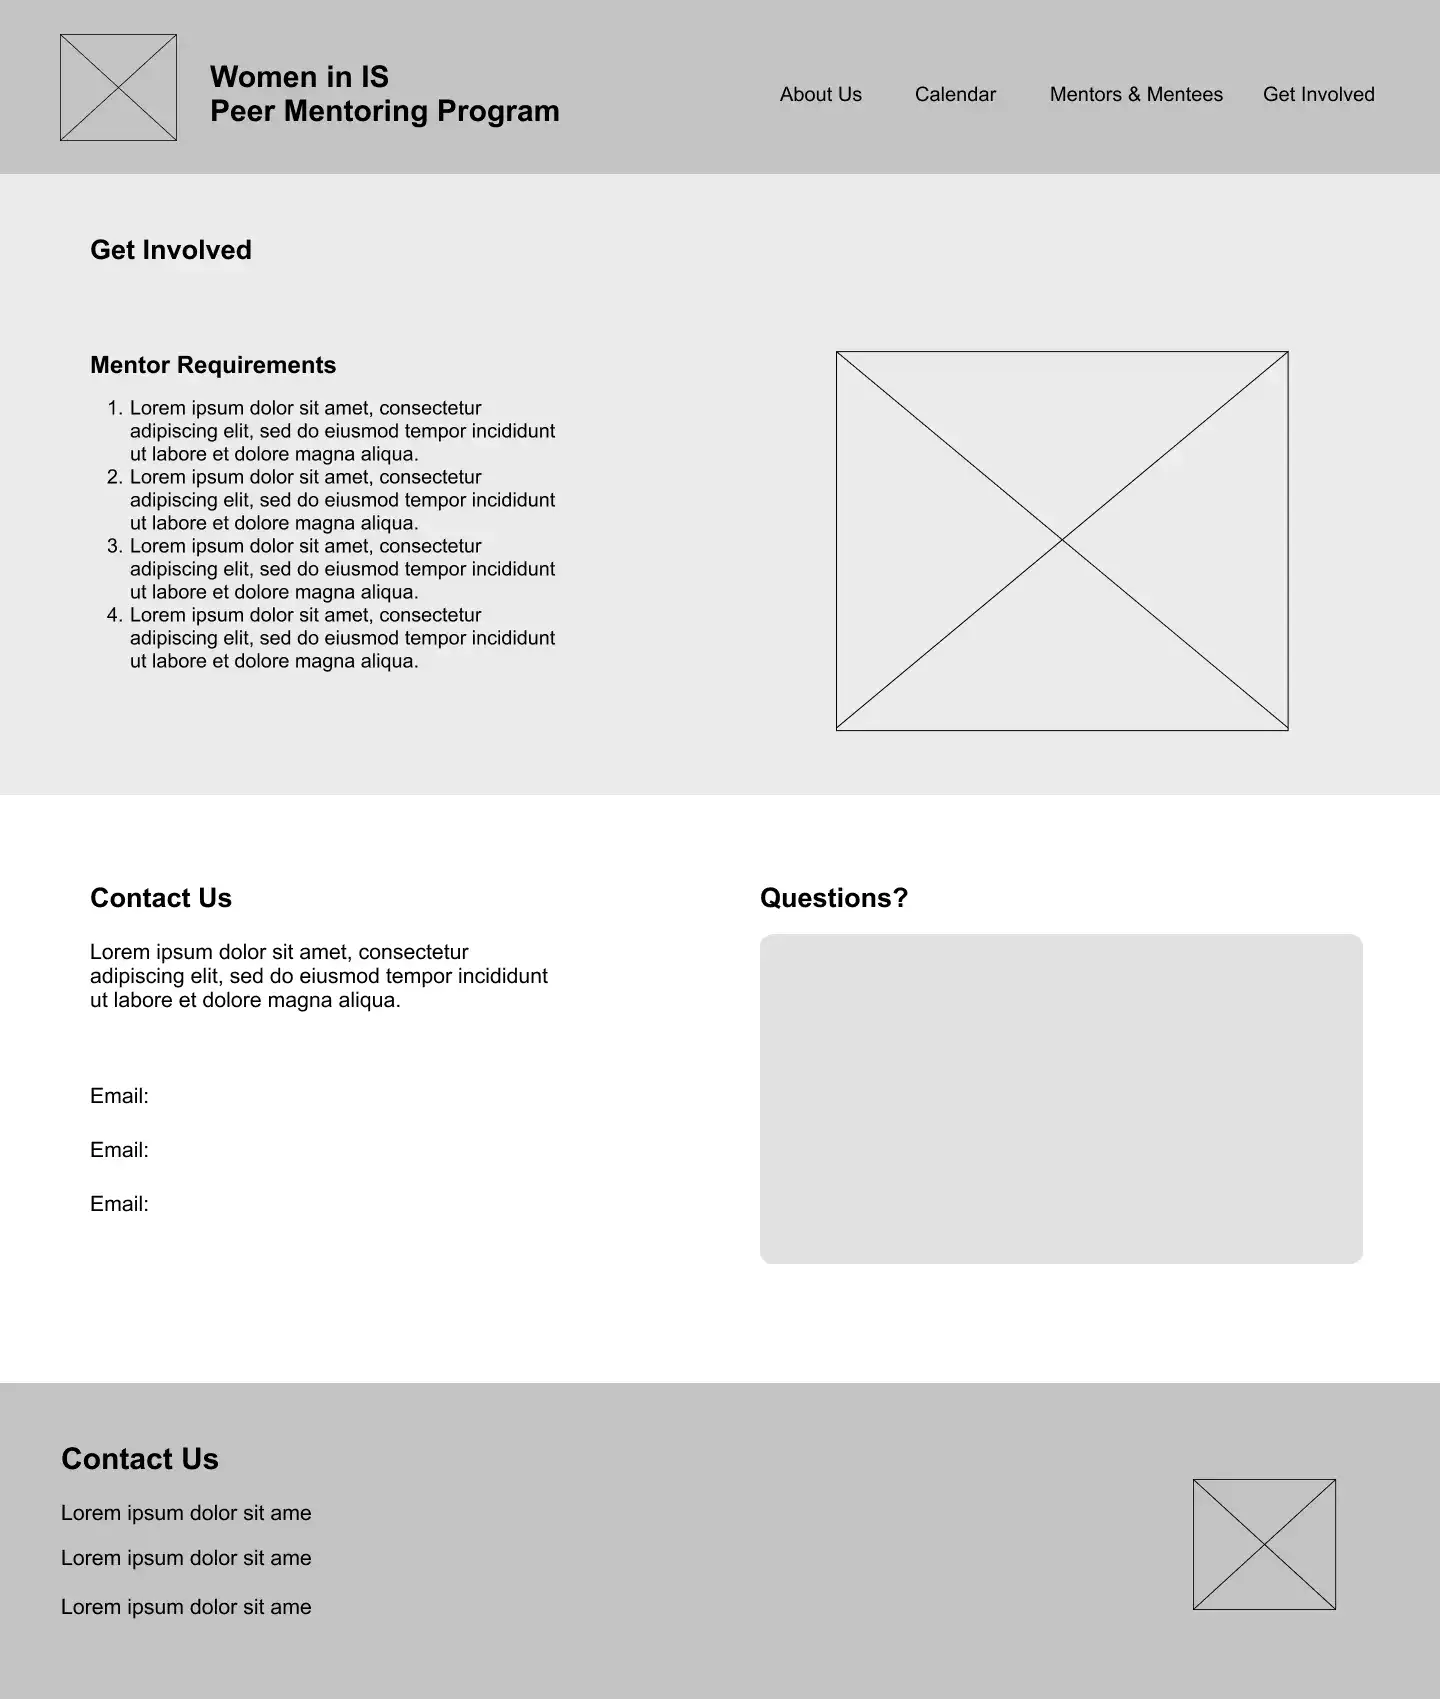 Women in IS
Peer Mentoring Program
About Us
Calendar
Mentors & Mentees
Get Involved
Get Involved
Mentor Requirements
1. Lorem ipsum dolor sit amet, consectetur
adipiscing elit, sed do eiusmod tempor incididunt
ut labore et dolore magna aliqua.
2. Lorem ipsum dolor sit amet, consectetur
adipiscing elit, sed do eiusmod tempor incididunt
ut labore et dolore magna aliqua.
3. Lorem ipsum dolor sit amet, consectetur
adipiscing elit, sed do eiusmod tempor incididunt
ut labore et dolore magna aliqua.
4. Lorem ipsum dolor sit amet, consectetur
adipiscing elit, sed do eiusmod tempor incididunt
ut labore et dolore magna aliqua.
Contact Us
Lorem ipsum dolor sit amet, consectetur
adipiscing elit, sed do eiusmod tempor incididunt
ut labore et dolore magna aliqua.
Email:
Email:
Email:
Questions?
Contact Us
Lorem ipsum dolor sit ame
Lorem ipsum dolor sit ame
Lorem ipsum dolor sit ame